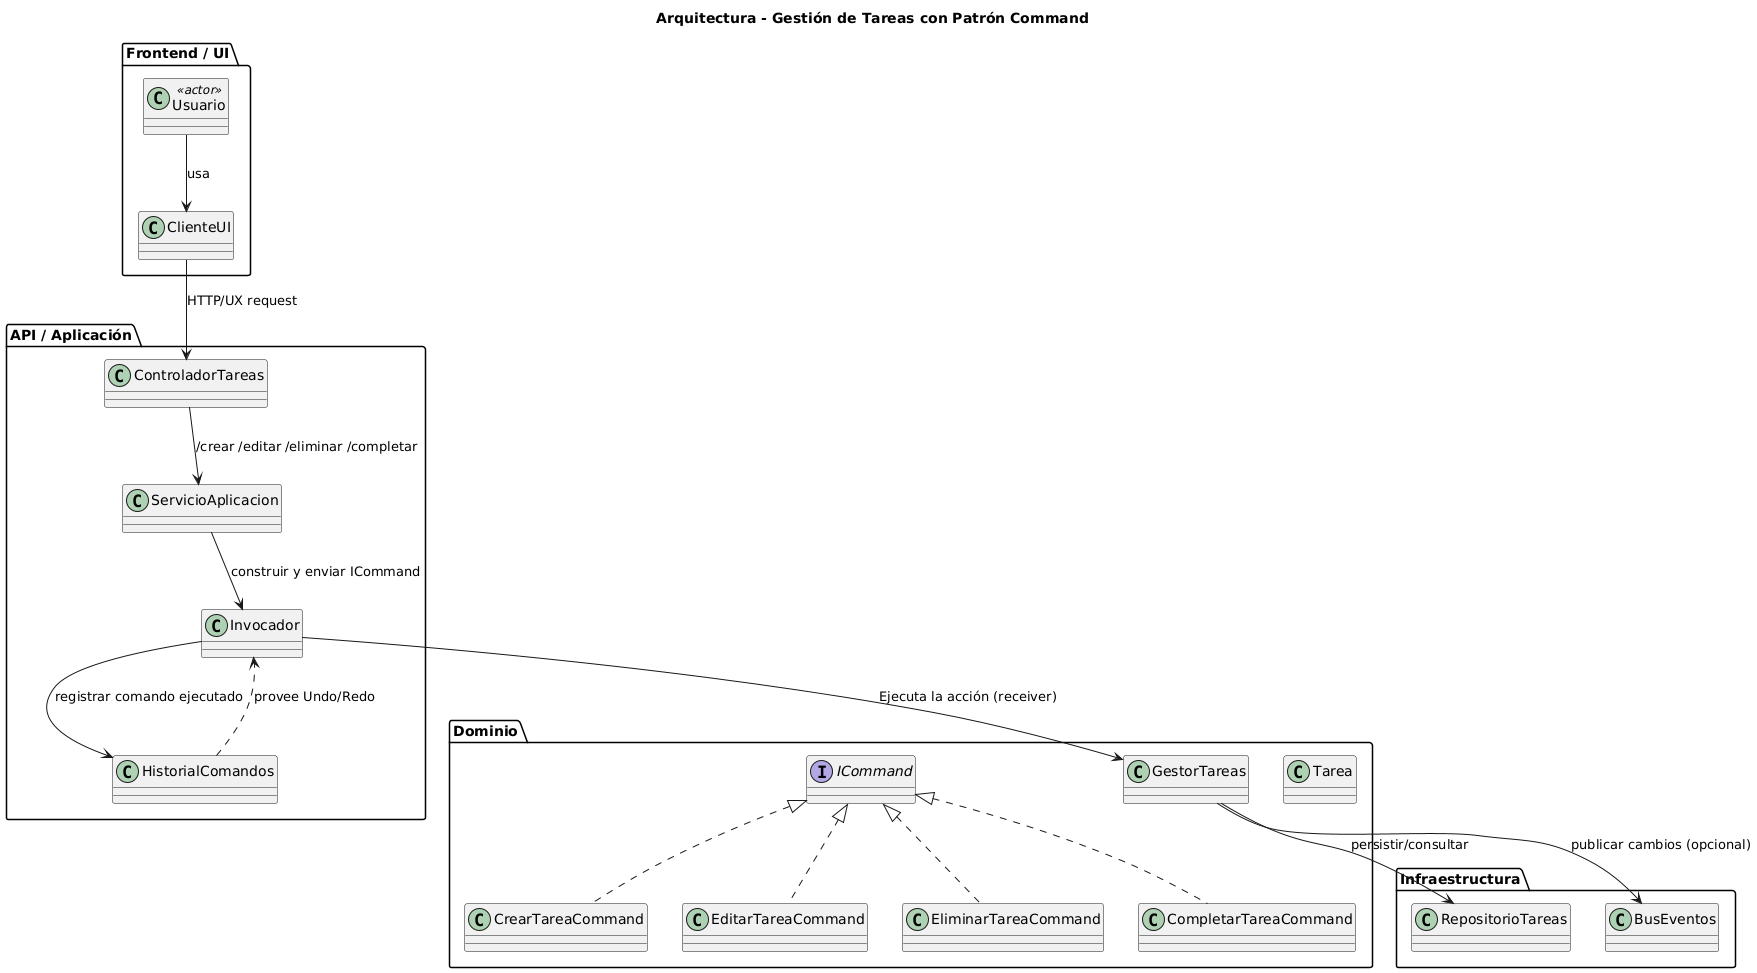 Arquitectura - Gestión de Tareas con Patrón Command
Frontend / UI
C «actor»
Usuario
usa
C ClienteUI
HTTP/UX request
API / Aplicación
C ControladorTareas
/crear /editar /eliminar /completar
C ServicioAplicacion
construir y enviar ICommand
C Invocador
registrar comando ejecutado
provee Undo/Redo
Ejecuta la acción (receiver)
C HistorialComandos
Dominio
I ICommand
C GestorTareas
C Tarea
persistir/consultar
publicar cambios (opcional)
C CrearTareaCommand
C EditarTareaCommand
C EliminarTareaCommand
C CompletarTareaCommand
Infraestructura
C RepositorioTareas
C BusEventos